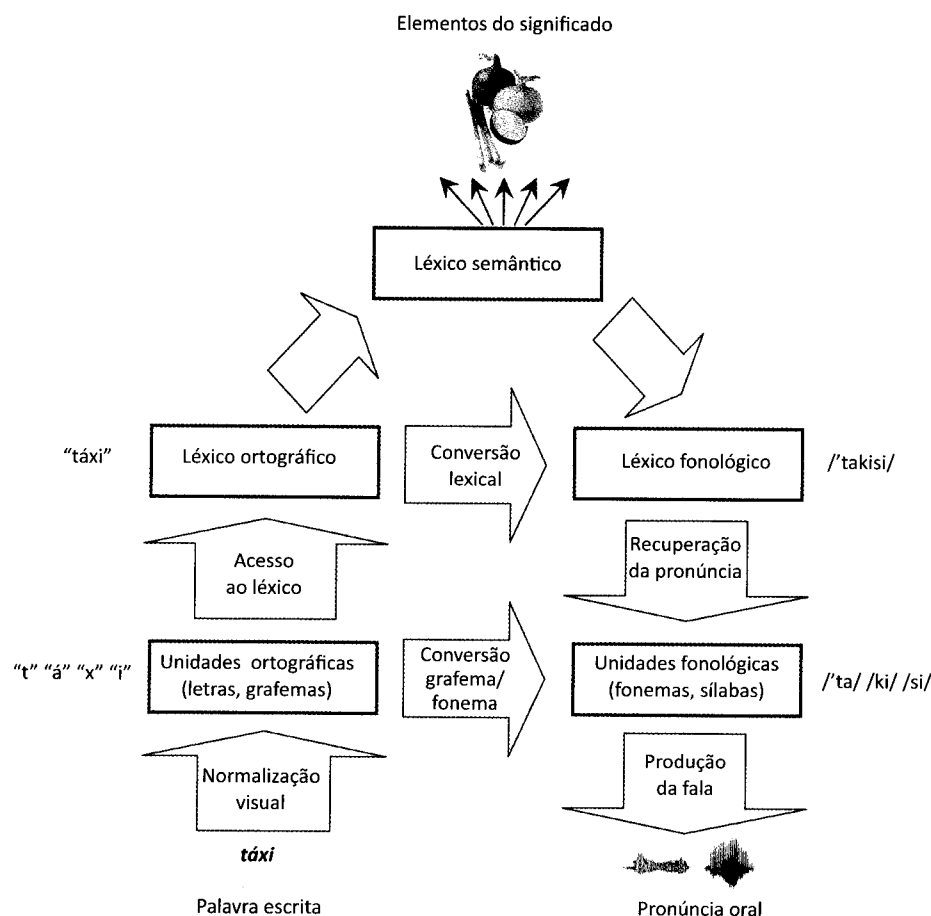 Elementos do significado
Léxico semântico
“táxi”
Léxico ortográfico
Conversão
lexical
Léxico fonológico
/’takisi/
Acesso
ao léxico
Recuperação
da pronúncia
“t” “á” “x” “i”
Unidades ortográficas
(letras, grafemas)
Conversão
grafema/
fonema
Unidades fonológicas
(fonemas, sílabas)
/’ta/ /ki/ /si/
Normalização
visual
Produção
da fala
táxi
Palavra escrita
Pronúncia oral